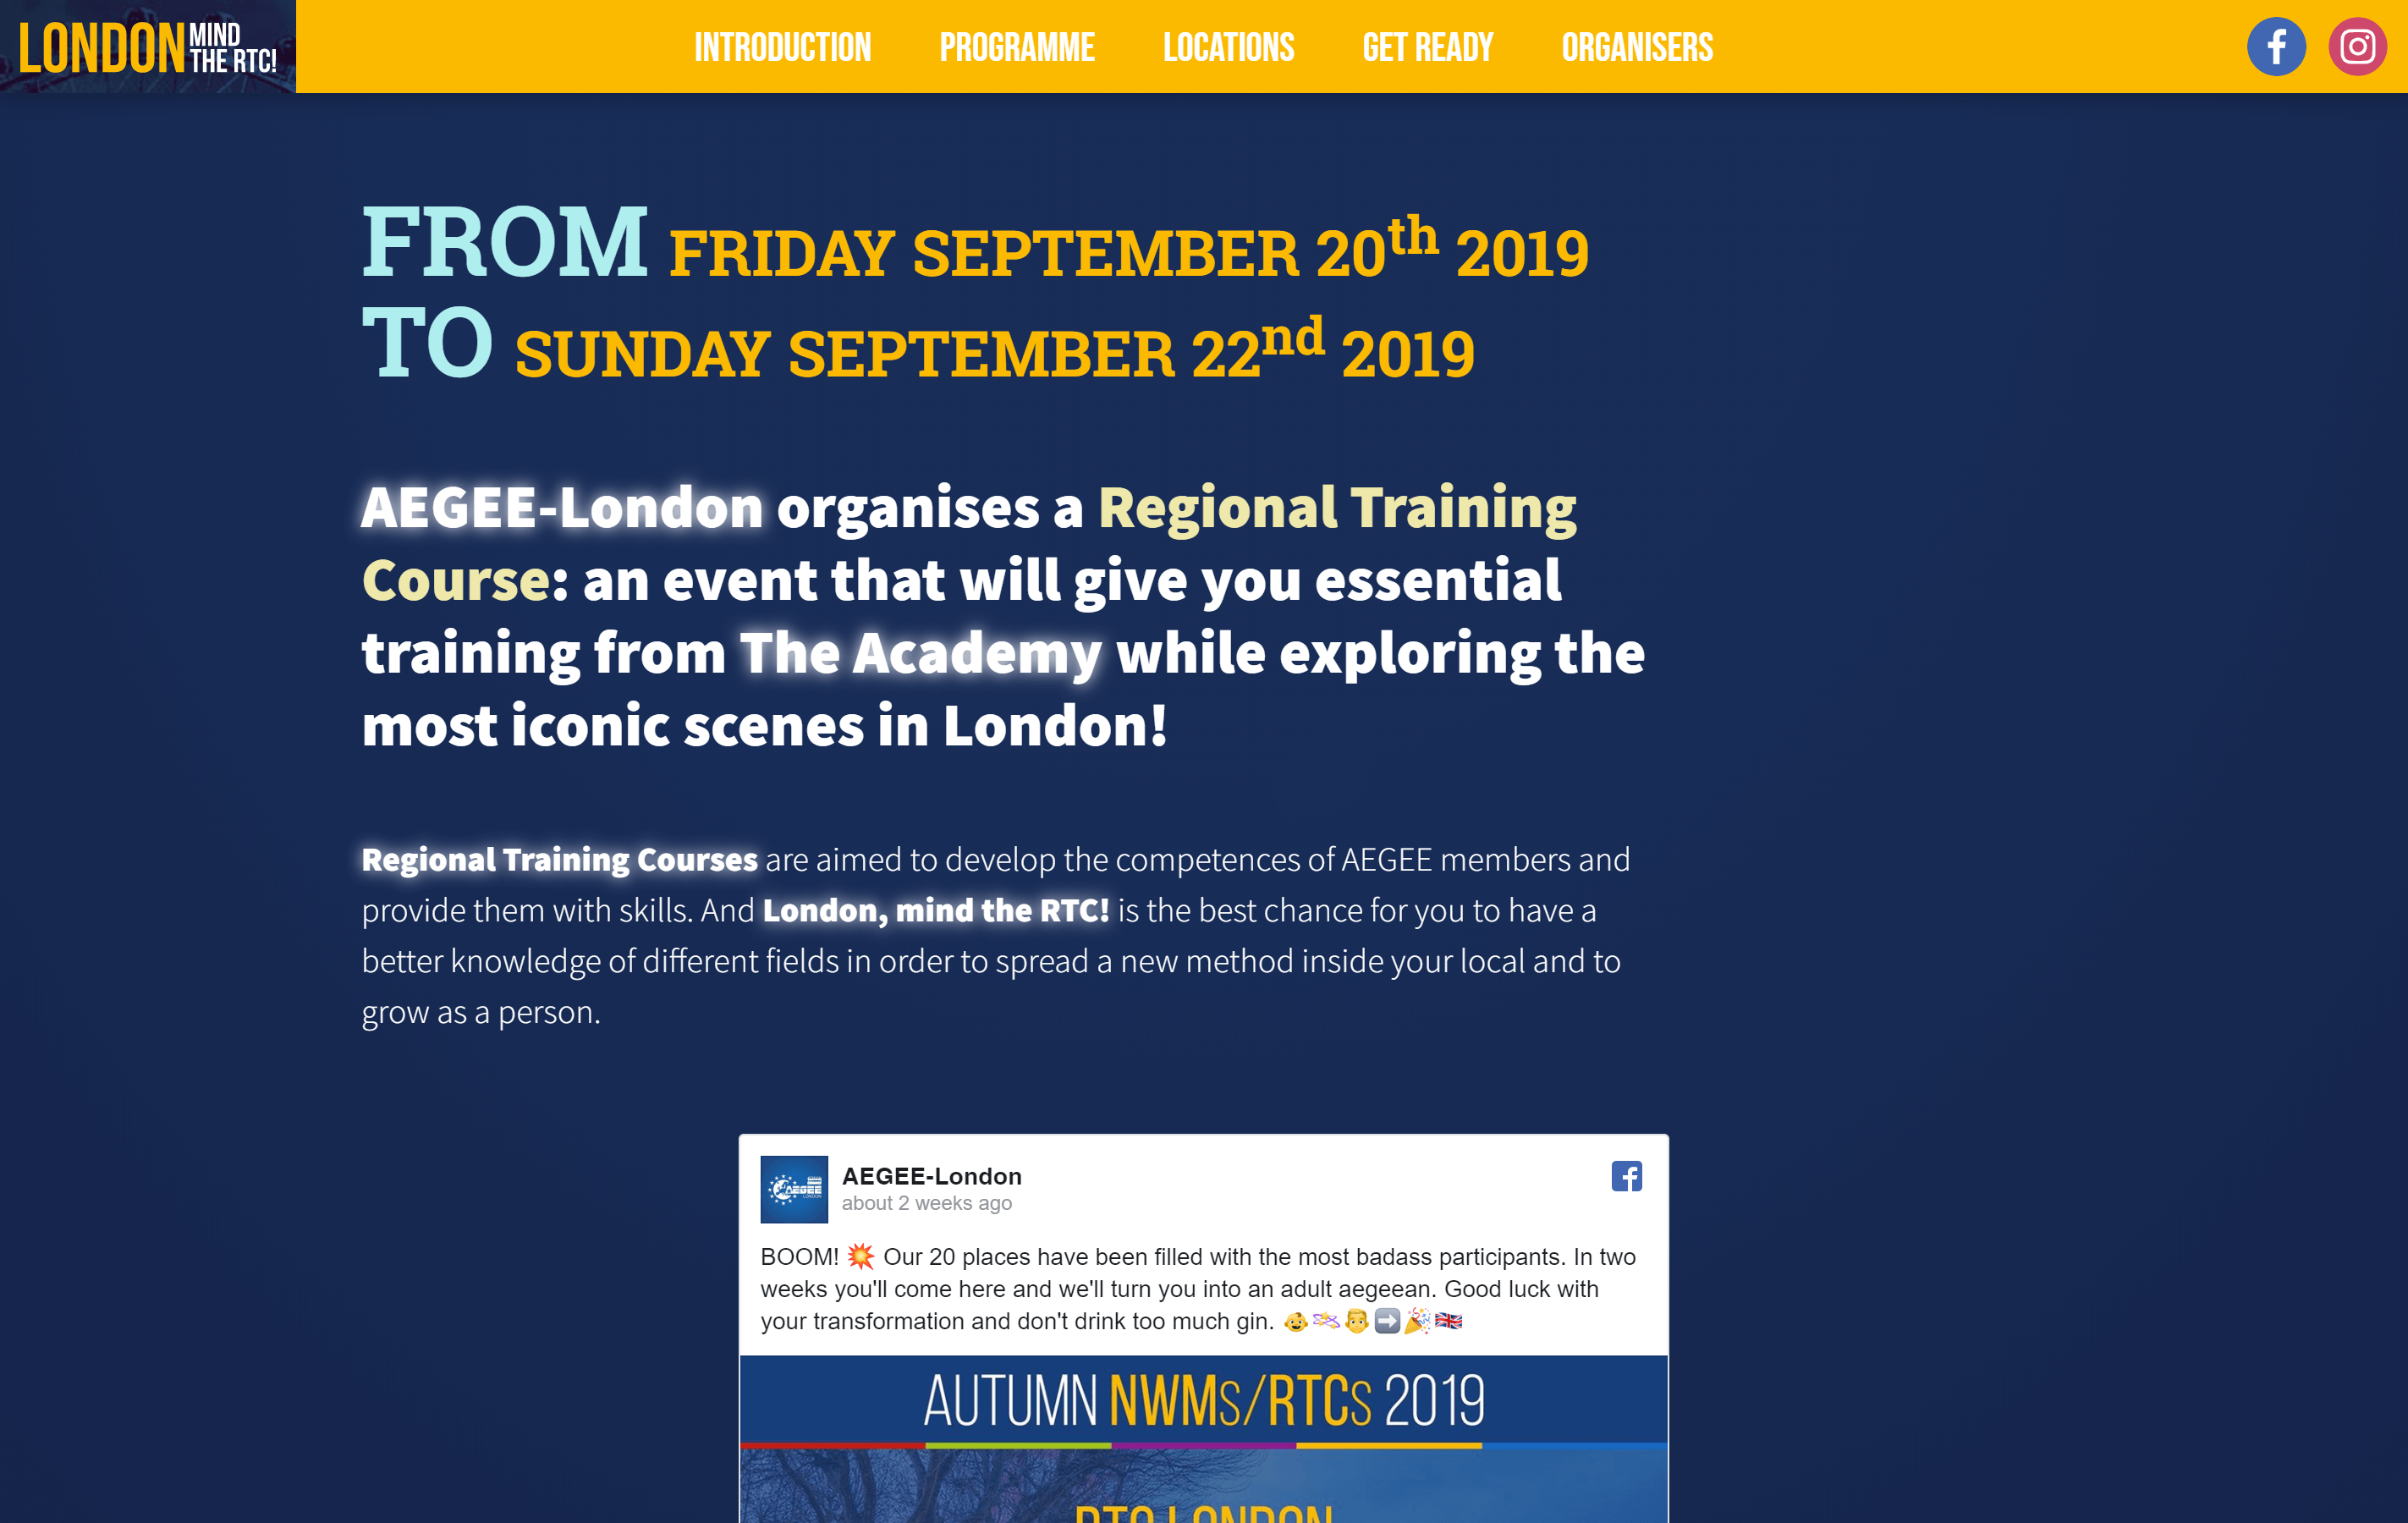 LONDON MIND
THE RTC!
INTRODUCTION
PROGRAMME
LOCATIONS
GET READY
ORGANISERS
FROM FRIDAY SEPTEMBER 20th 2019
TO SUNDAY SEPTEMBER 22nd 2019
AEGEE-London organises a Regional Training
Course: an event that will give you essential
training from The Academy while exploring the
most iconic scenes in London!
Regional Training Courses are aimed to develop the competences of AEGEE members and
provide them with skills. And London, mind the RTC! is the best chance for you to have a
better knowledge of different fields in order to spread a new method inside your local and to
grow as a person.
AEGEE
LONDON
AEGEE-London
about 2 weeks ago
BOOM! 💥 Our 20 places have been filled with the most badass participants. In two
weeks you'll come here and we'll turn you into an adult aegeean. Good luck with
your transformation and don't drink too much gin. 👶💫👨➡️🎉🇬🇧
AUTUMN NWMs/RTCs 2019
RTC LONDON